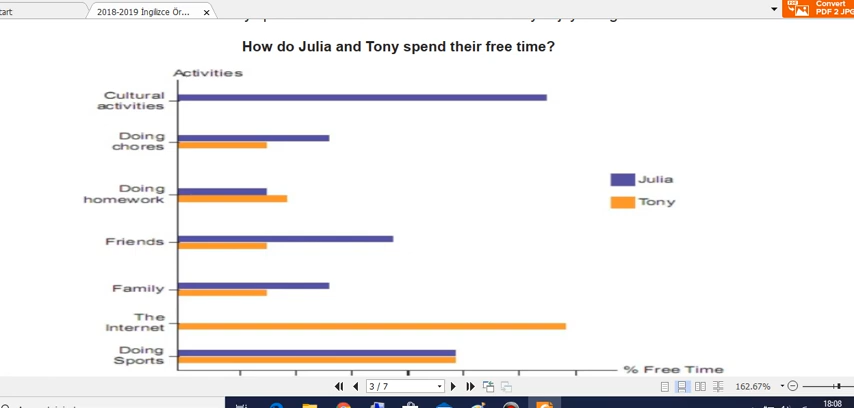 tart
2018-2019 İngilizce Ör...
Convert
PDF 2 JPG
How do Julia and Tony spend their free time?
Activities
Cultural
activities
Doing
chores
Doing
homework
Friends
Family
The
Internet
Doing
Sports
Julia
Tony
% Free Time
3 / 7
162.67%
18:08